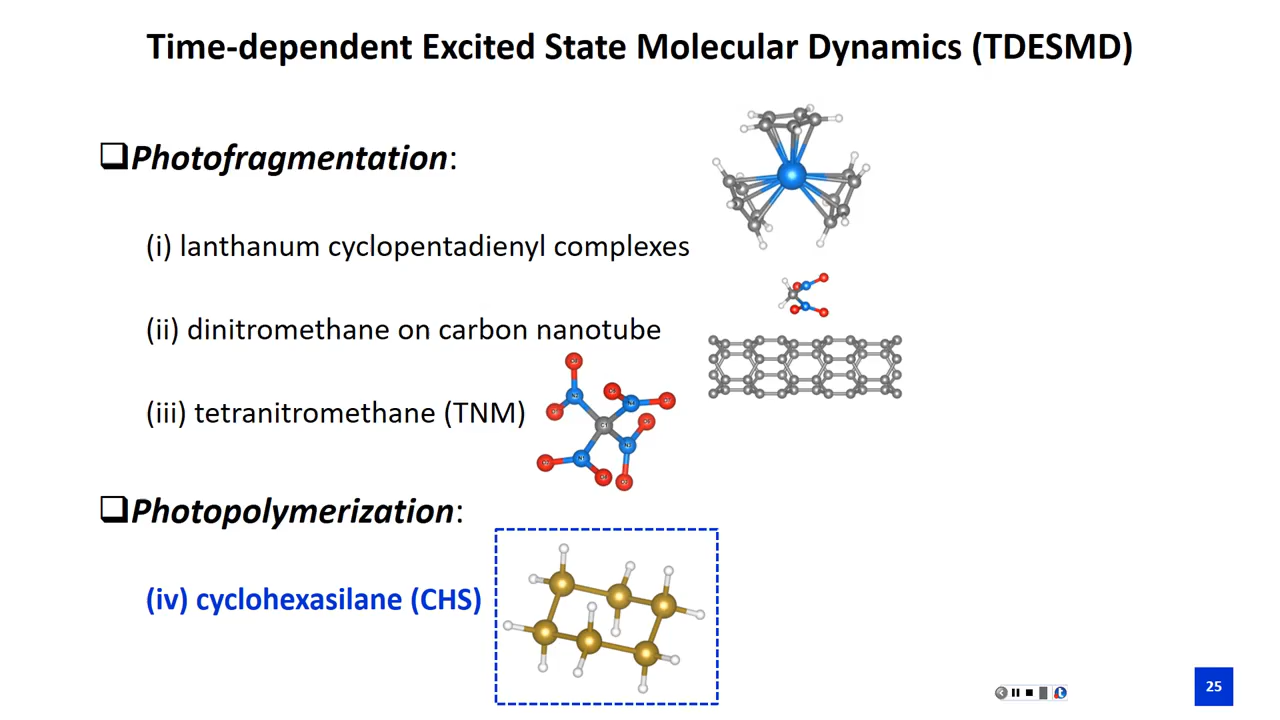 Time-dependent Excited State Molecular Dynamics (TDESMD)
Photofragmentation:
(i) lanthanum cyclopentadienyl complexes
(ii) dinitromethane on carbon nanotube
(iii) tetranitromethane (TNM)
Photopolymerization:
(iv) cyclohexasilane (CHS)
25